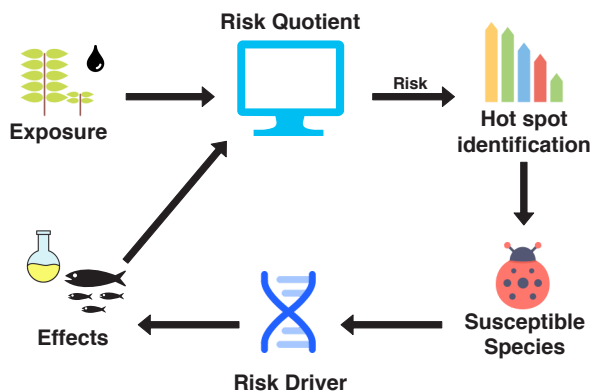 Risk Quotient
Exposure
Risk
Hot spot
identification
Effects
Susceptible
Species
Risk Driver